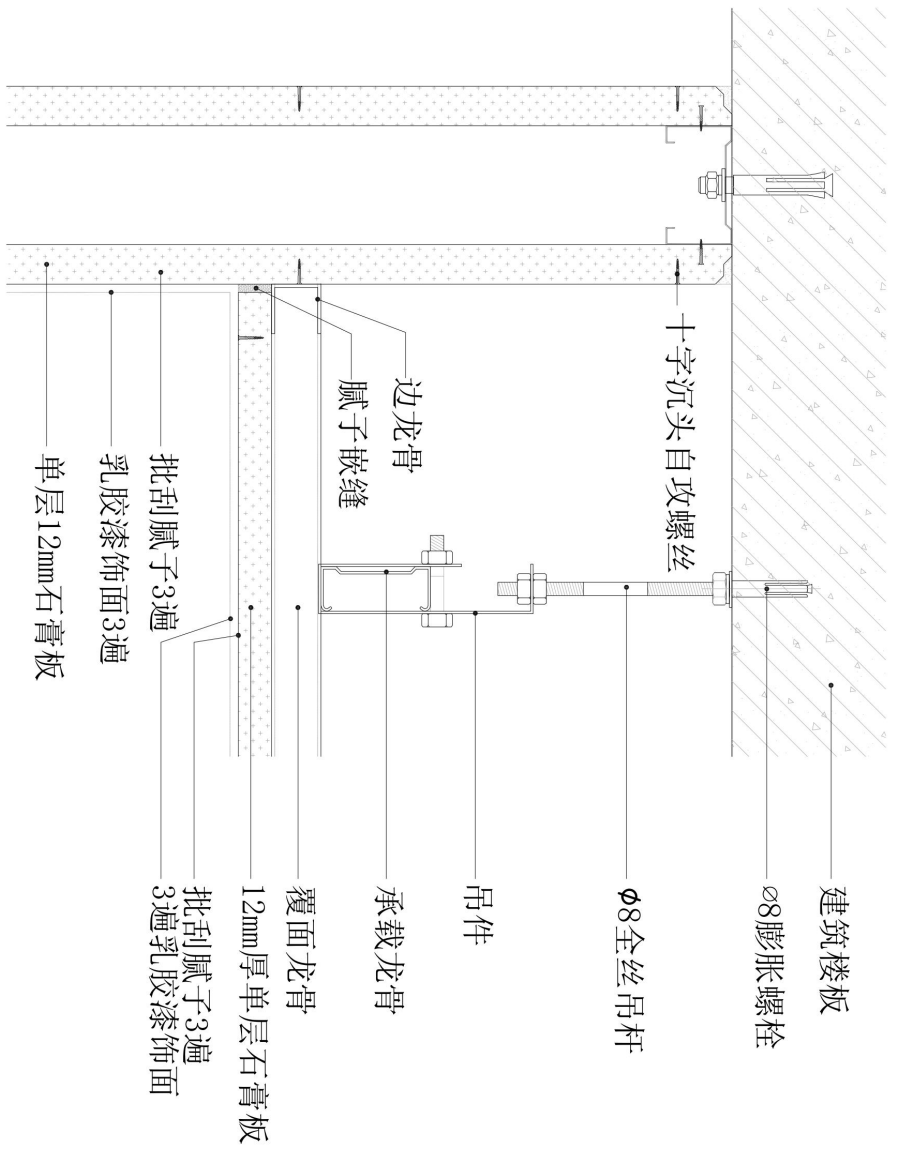 建筑楼板
⌀8膨胀螺栓
ϕ8全丝吊杆
吊件
承载龙骨
覆面龙骨
12mm厚单层石膏板
批刮腻子3遍
3遍乳胶漆饰面
十字沉头自攻螺丝
边龙骨
腻子嵌缝
批刮腻子3遍
乳胶漆饰面3遍
单层12mm石膏板